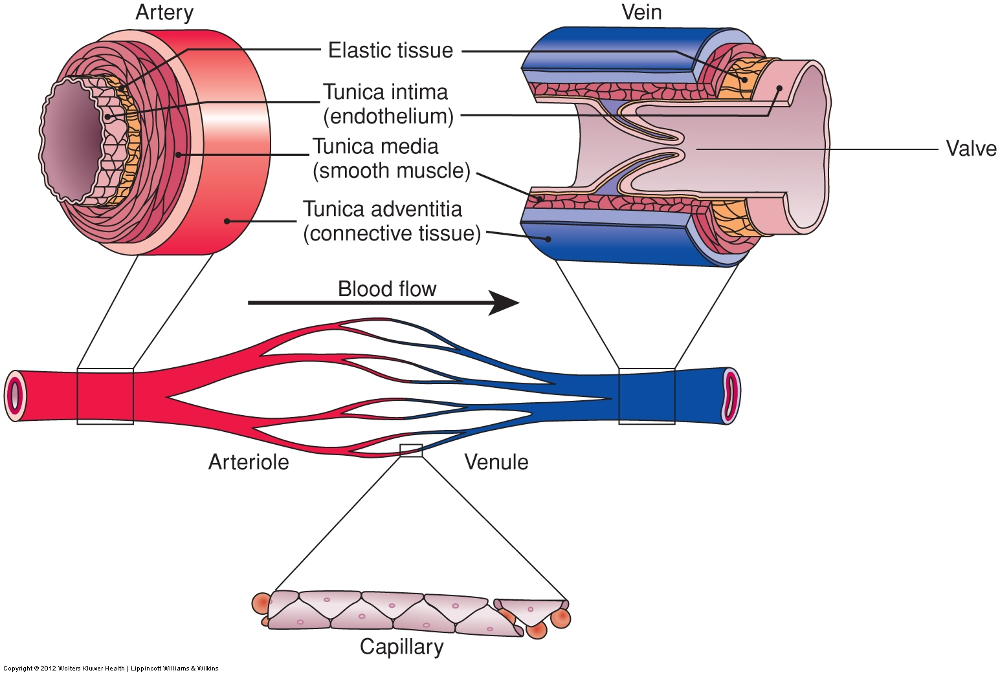 Artery
Vein
Elastic tissue
Tunica intima
(endothelium)
Tunica media
(smooth muscle)
Valve
Tunica adventitia
(connective tissue)
Blood flow
Arteriole
Venule
Capillary
Copyright © 2012 Wolters Kluwer Health | Lippincott Williams & Wilkins